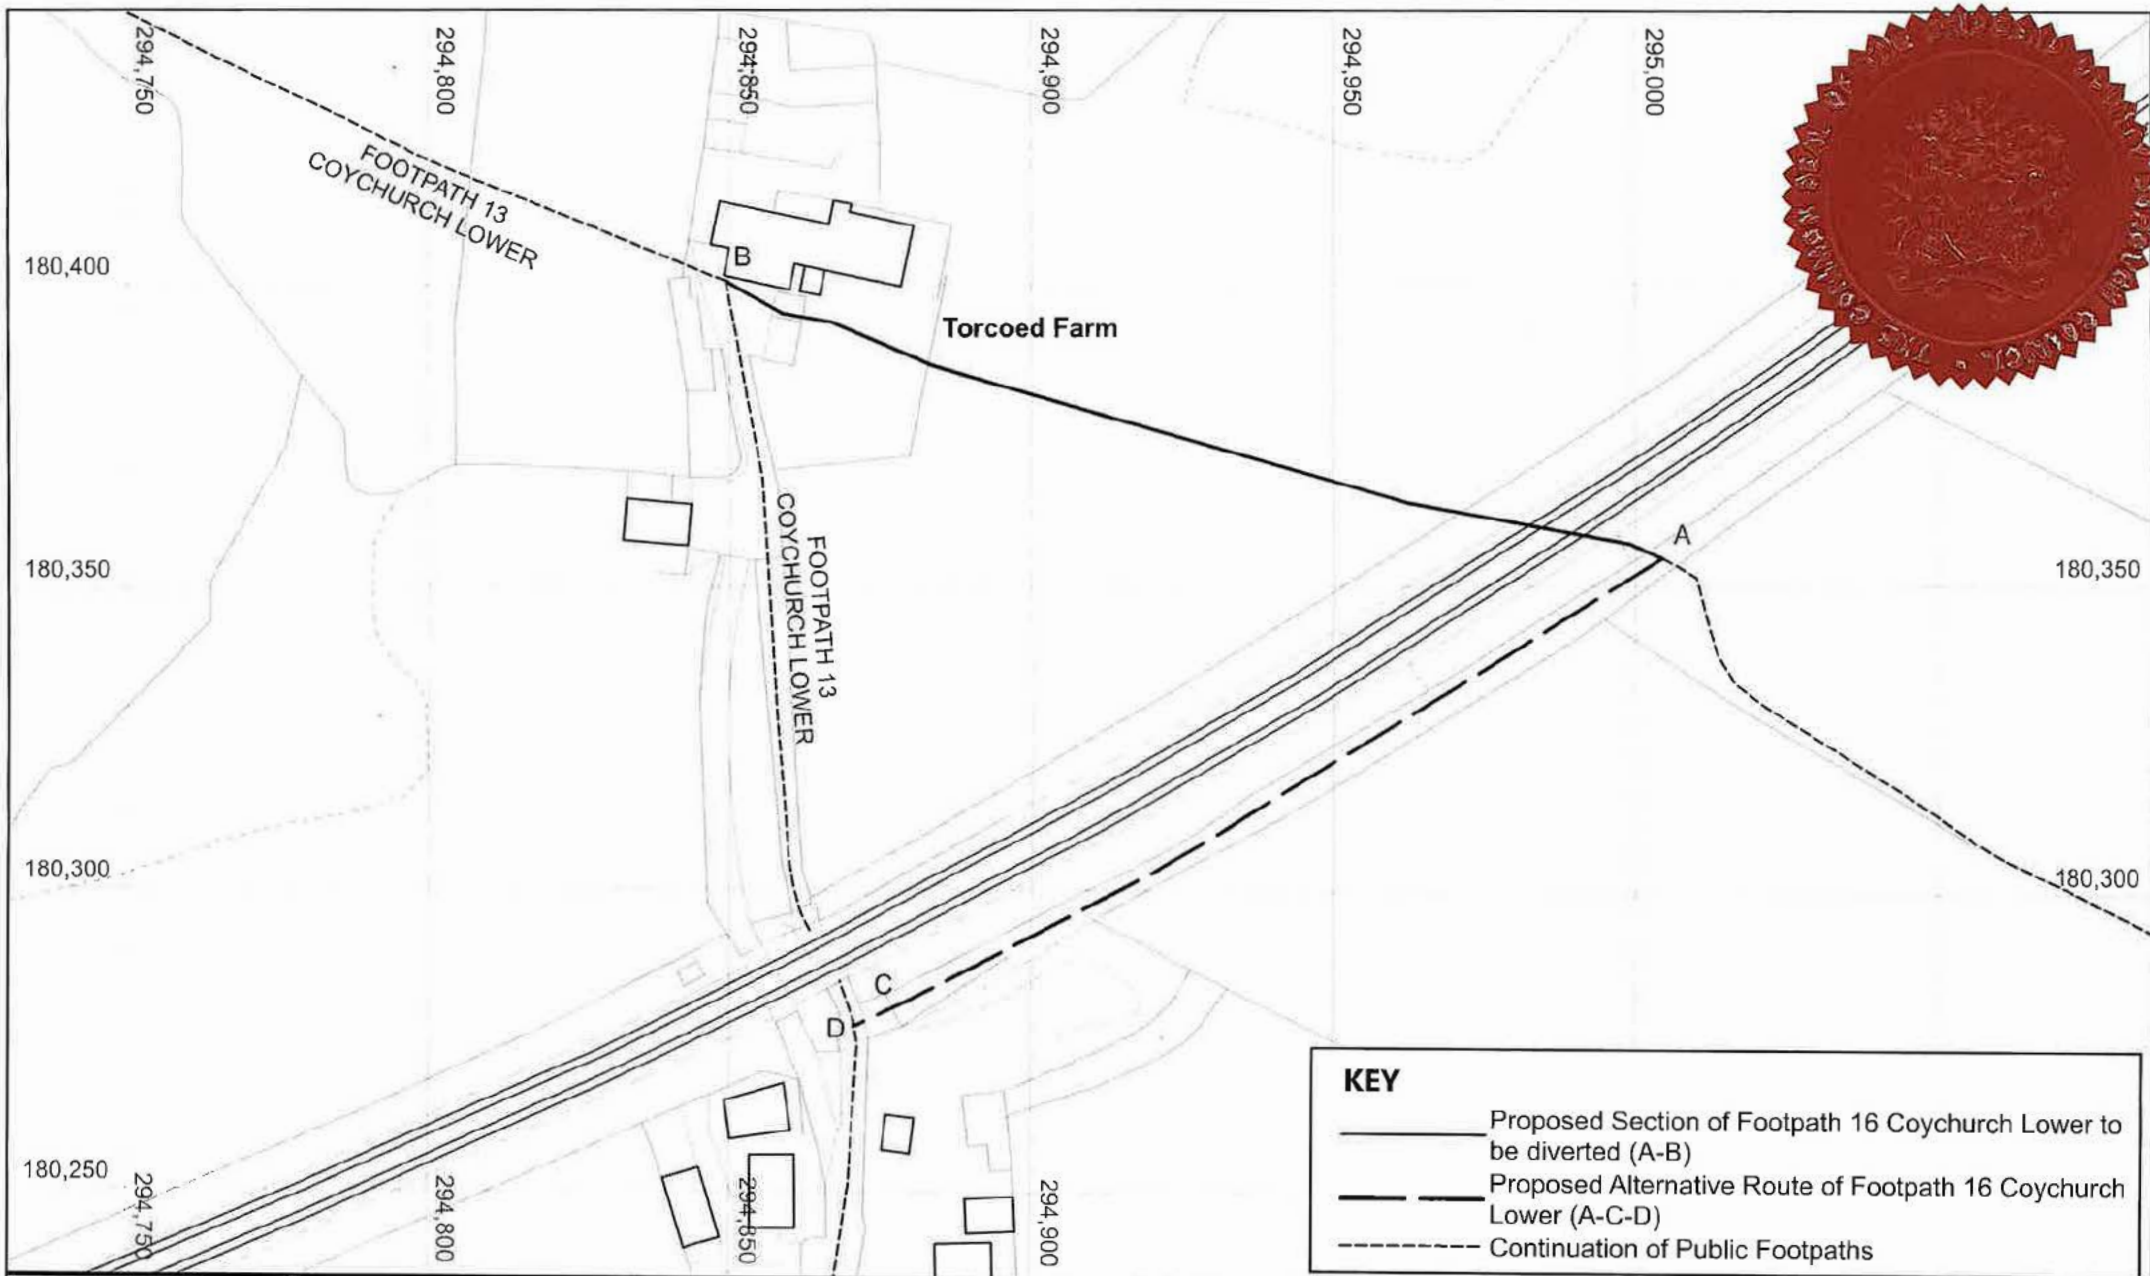 294,750
294,800
294,850
294,900
294,950
295,000
FOOTPATH 13
COYCHURCH LOWER
180,400
B
Torcoed Farm
FOOTPATH 13
COYCHURCH LOWER
A
180,350
180,350
180,300
180,300
C
D
180,250
294,750
294,800
294,850
294,900
KEY
Proposed Section of Footpath 16 Coychurch Lower to
be diverted (A-B)
Proposed Alternative Route of Footpath 16 Coychurch
Lower (A-C-D)
Continuation of Public Footpaths